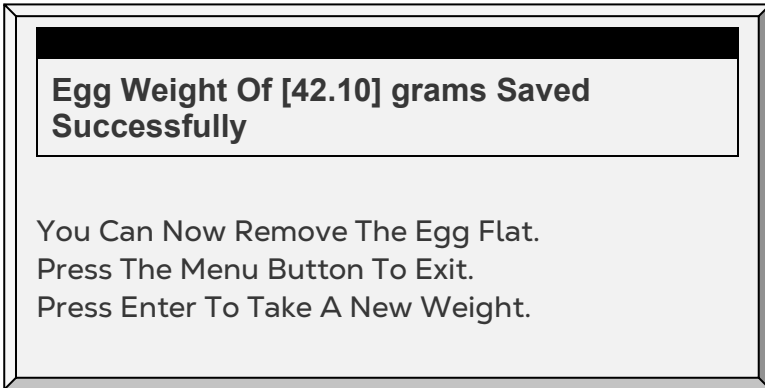 Egg Weight Of [42.10] grams Saved
Successfully
You Can Now Remove The Egg Flat.
Press The Menu Button To Exit.
Press Enter To Take A New Weight.